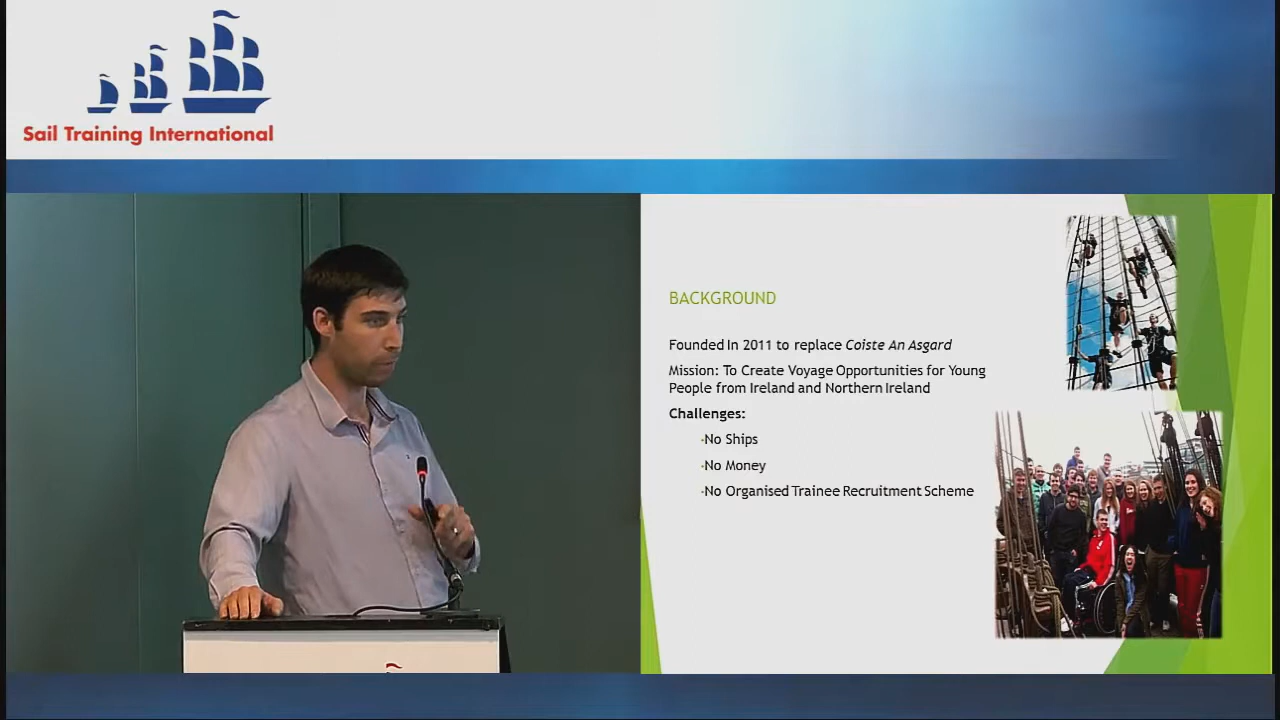 Sail Training International
BACKGROUND
Founded In 2011 to replace Coiste An Asgard
Mission: To Create Voyage Opportunities for Young
People from Ireland and Northern Ireland
Challenges:
·No Ships
·No Money
·No Organised Trainee Recruitment Scheme